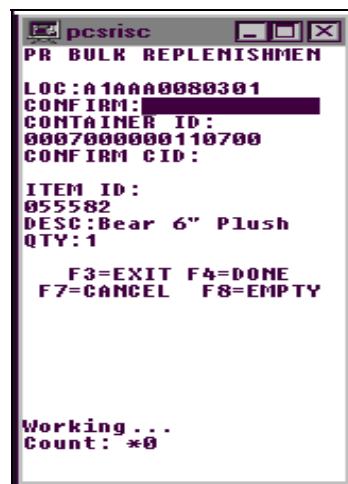 pcsrisc
PR BULK REPLENISHMEN
LOC:A1AAA0080301
CONFIRM:
CONTAINER ID:
0007000000110700
CONFIRM CID:
ITEM ID:
055582
DESC:Bear 6" Plush
QTY:1
F3=EXIT F4=DONE
F7=CANCEL F8=EMPTY
Working...
Count: *0